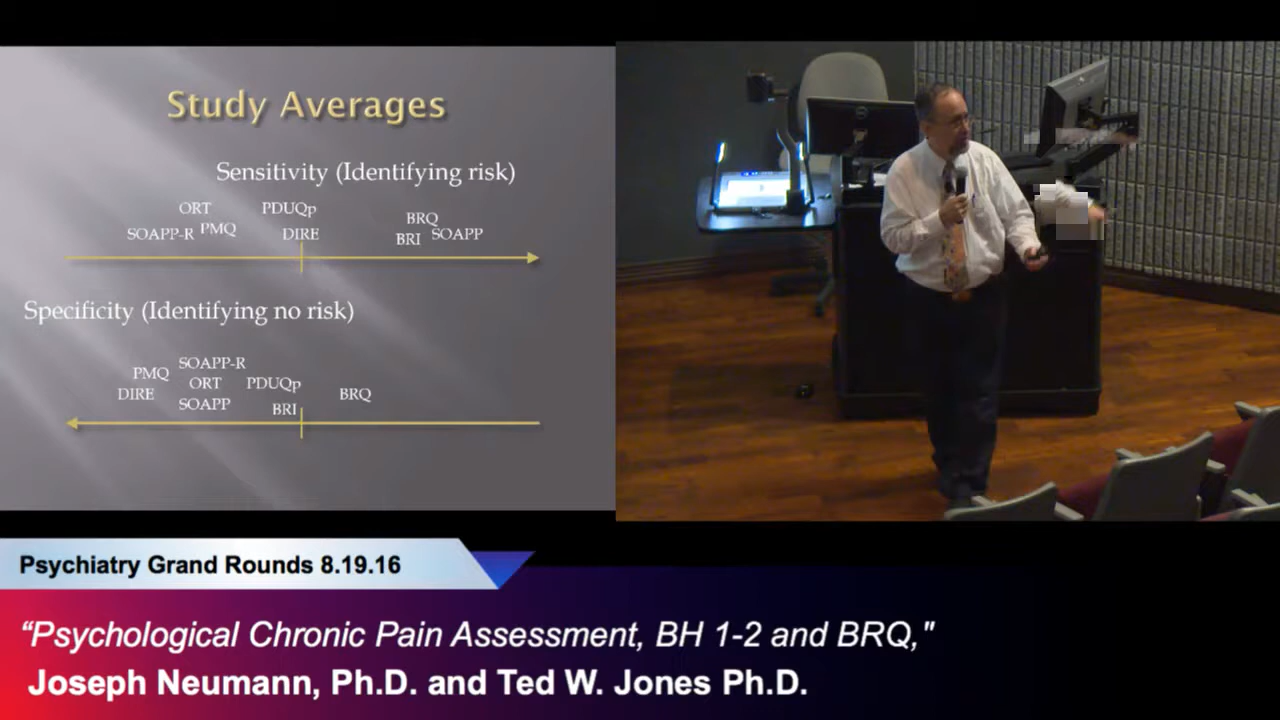 Study Averages
Sensitivity (Identifying risk)
ORT PDUQp BRQ
SOAPP-R PMQ DIRE BRI SOAPP
Specificity (Identifying no risk)
PMQ SOAPP-R
DIRE ORT PDUQp BRQ
SOAPP BRI
Psychiatry Grand Rounds 8.19.16
“Psychological Chronic Pain Assessment, BH 1-2 and BRQ,"
Joseph Neumann, Ph.D. and Ted W. Jones Ph.D.